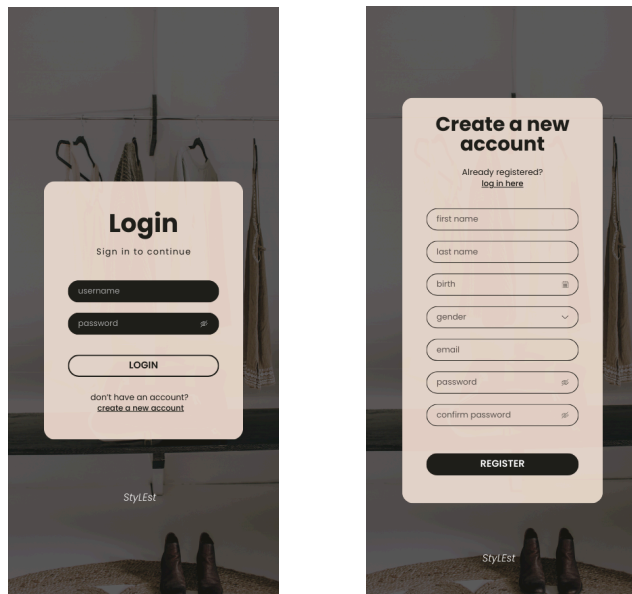 Login
Sign in to continue
username
password
LOGIN
don't have an account?
create a new account
StyLEst
Create a new
account
Already registered?
log in here
first name
last name
birth
gender
email
password
confirm password
REGISTER
StyLEst